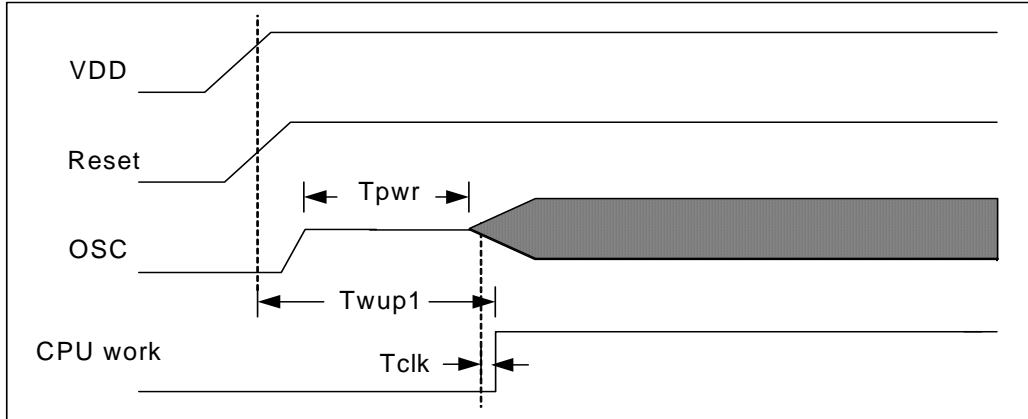 VDD
Reset
Tpwr
OSC
Twup1
CPU work
Tclk